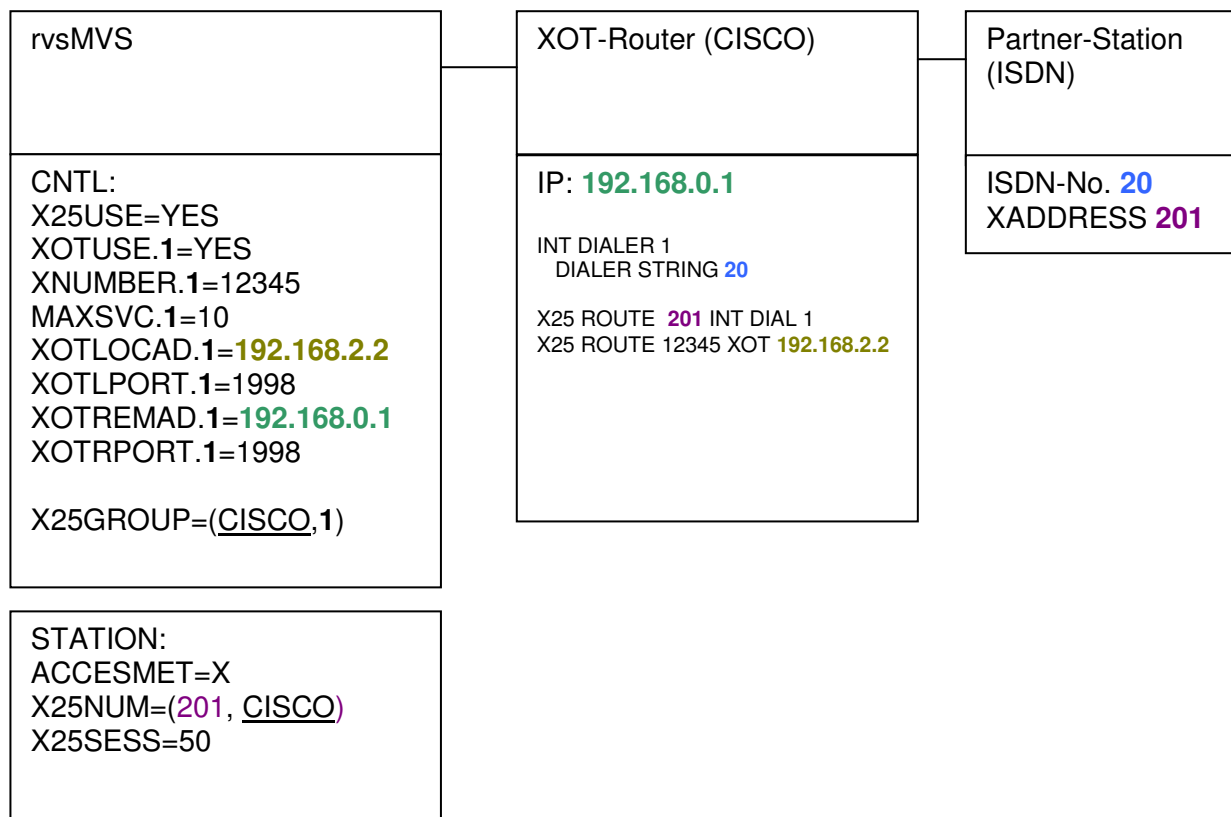 rvsMVS
CNTL:
X25USE=YES
XOTUSE.1=YES
XNUMBER.1=12345
MAXSVC.1=10
XOTLOCAD.1=192.168.2.2
XOTLPORT.1=1998
XOTREMAD.1=192.168.0.1
XOTRPORT.1=1998
X25GROUP=(CISCO,1)
STATION:
ACCESMET=X
X25NUM=(201, CISCO)
X25SESS=50
XOT-Router (CISCO)
IP: 192.168.0.1
INT DIALER 1
DIALER STRING 20
X25 ROUTE 201 INT DIAL 1
X25 ROUTE 12345 XOT 192.168.2.2
Partner-Station
(ISDN)
ISDN-No. 20
XADDRESS 201